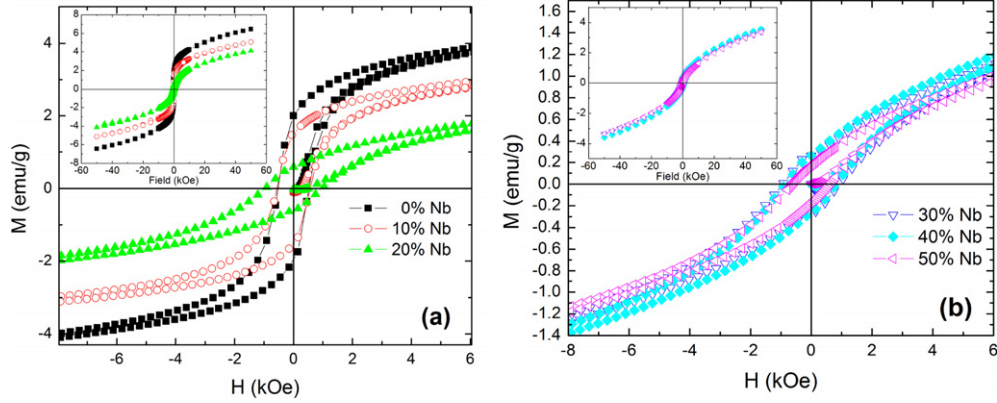 (a)
8
6
4
2
0
-2
-4
-6
-8
-60 -40 -20 0 20 40 60
Field (kOe)
4
2
0
-2
-4
M (emu/g)
0% Nb
10% Nb
20% Nb
(a)
-6 -4 -2 0 2 4 6
H (kOe)
(b)
4
2
0
-2
-4
-60 -40 -20 0 20 40 60
Field (kOe)
1.6
1.4
1.2
1.0
0.8
0.6
0.4
0.2
0.0
-0.2
-0.4
-0.6
-0.8
-1.0
-1.2
-1.4
M (emu/g)
30% Nb
40% Nb
50% Nb
(b)
-8 -6 -4 -2 0 2 4 6
H (kOe)